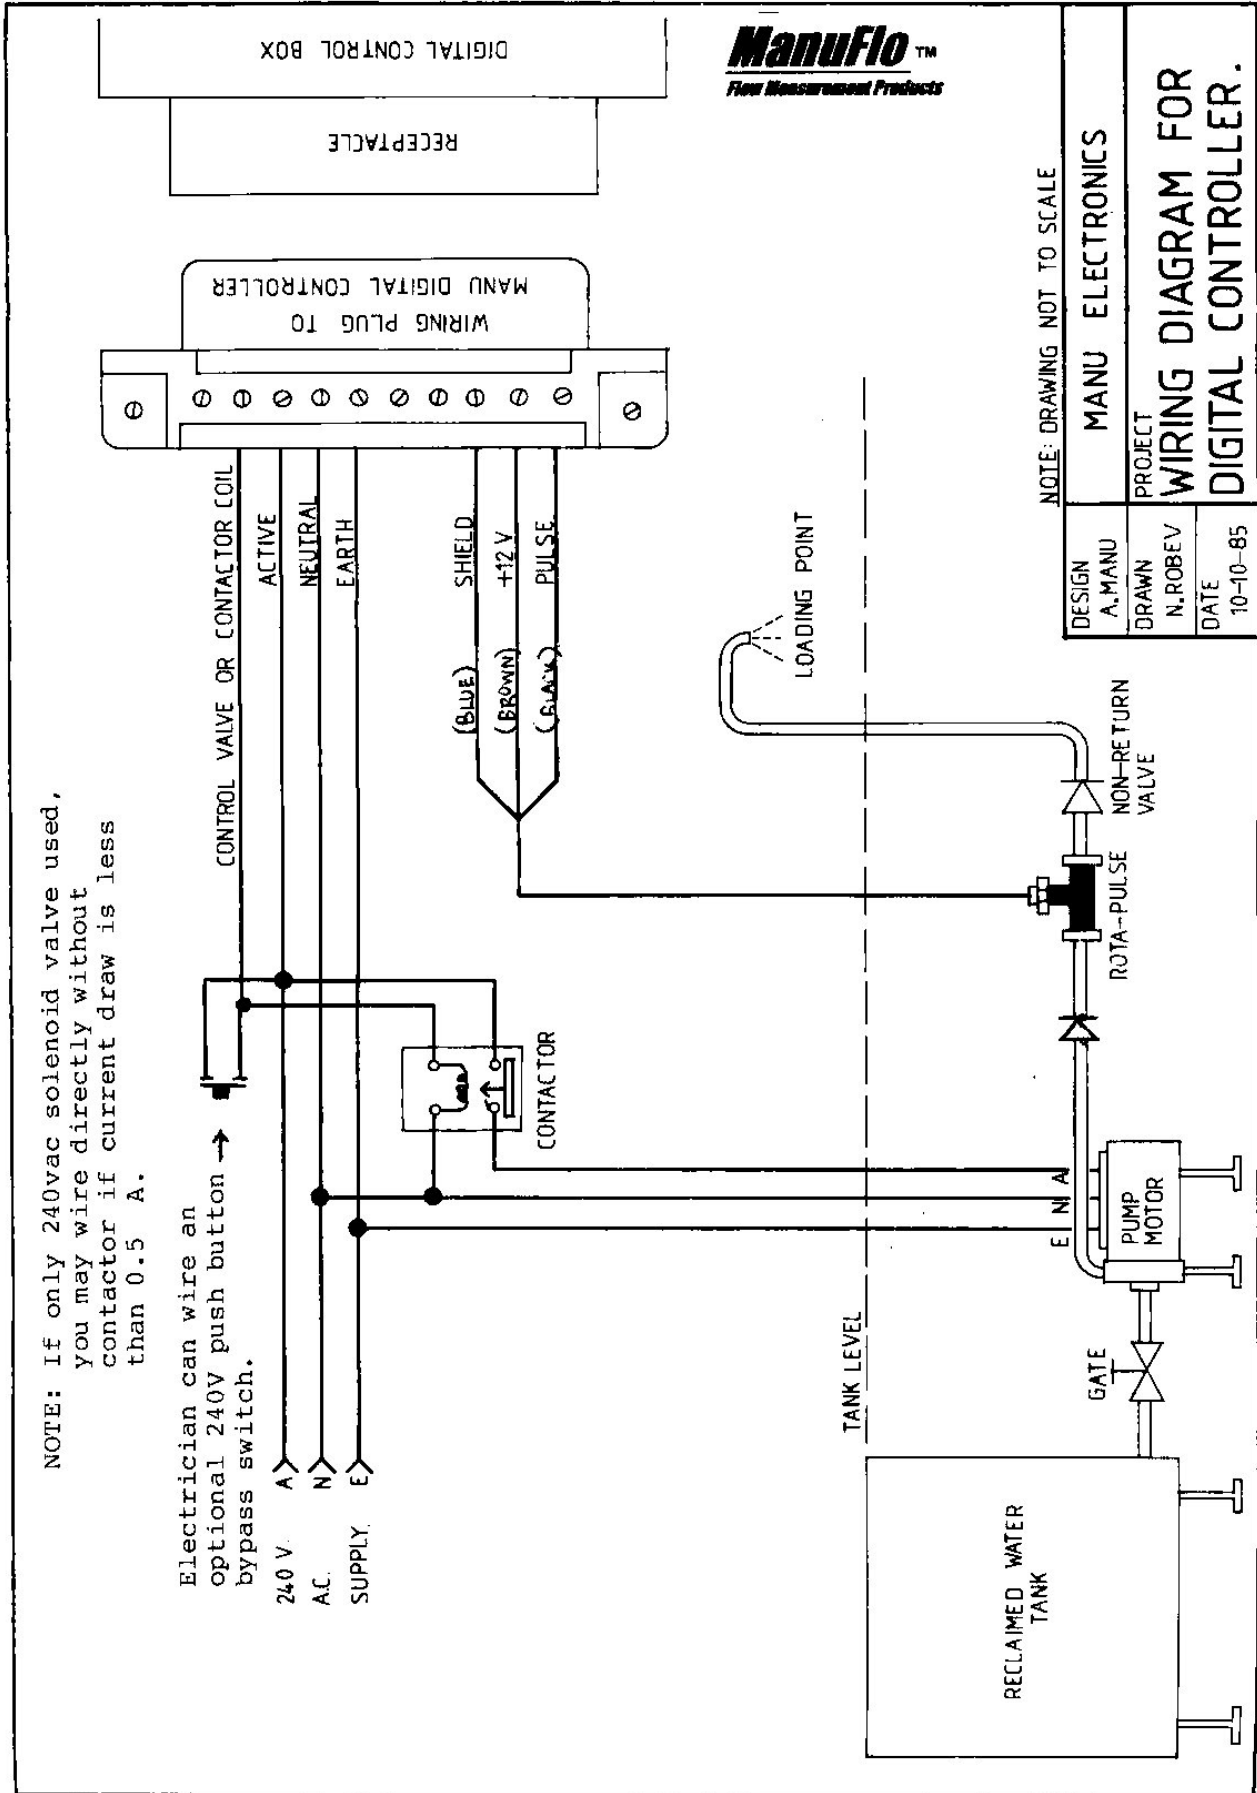 NOTE: If only 240vac solenoid valve used,
you may wire directly without
contactor if current draw is less
than 0.5 A.
Electrician can wire an
optional 240V push button
bypass switch.
240V. A
A.C. N
SUPPLY. E
CONTROL VALVE OR CONTACTOR COIL
ACTIVE
NEUTRAL
EARTH
(BLUE) SHIELD
(BROWN) +12V
(BLACK) PULSE
CONTACTOR
WIRING PLUG TO
MANU DIGITAL CONTROLLER
RECEPTACLE
DIGITAL CONTROL BOX
ManuFlo ™
Flow Measurement Products
TANK LEVEL
LOADING POINT
RECLAIMED WATER
TANK
GATE
E N A
PUMP
MOTOR
ROTA-PULSE
NON-RETURN
VALVE
NOTE: DRAWING NOT TO SCALE
DESIGN
A.MANU
MANU ELECTRONICS
DRAWN
N.ROBEV
DATE
10-10-85
PROJECT
WIRING DIAGRAM FOR
DIGITAL CONTROLLER.